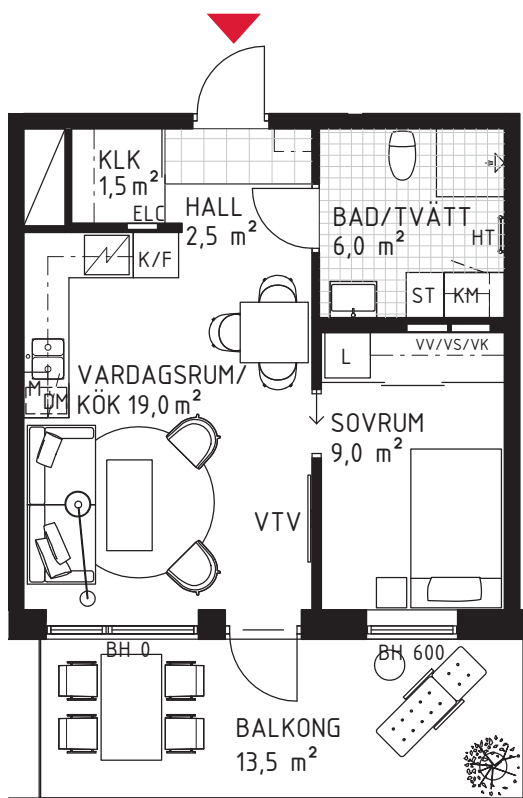 KLK
1,5 m²
ELC
HALL
2,5 m²
BAD/TVÄTT
6,0 m²
HT
K/F
ST
KM
VV/VS/VK
L
M
DM
VARDAGSRUM/
KÖK 19,0 m²
SOVRUM
9,0 m²
VTV
BH 0
BH 600
BALKONG
13,5 m²